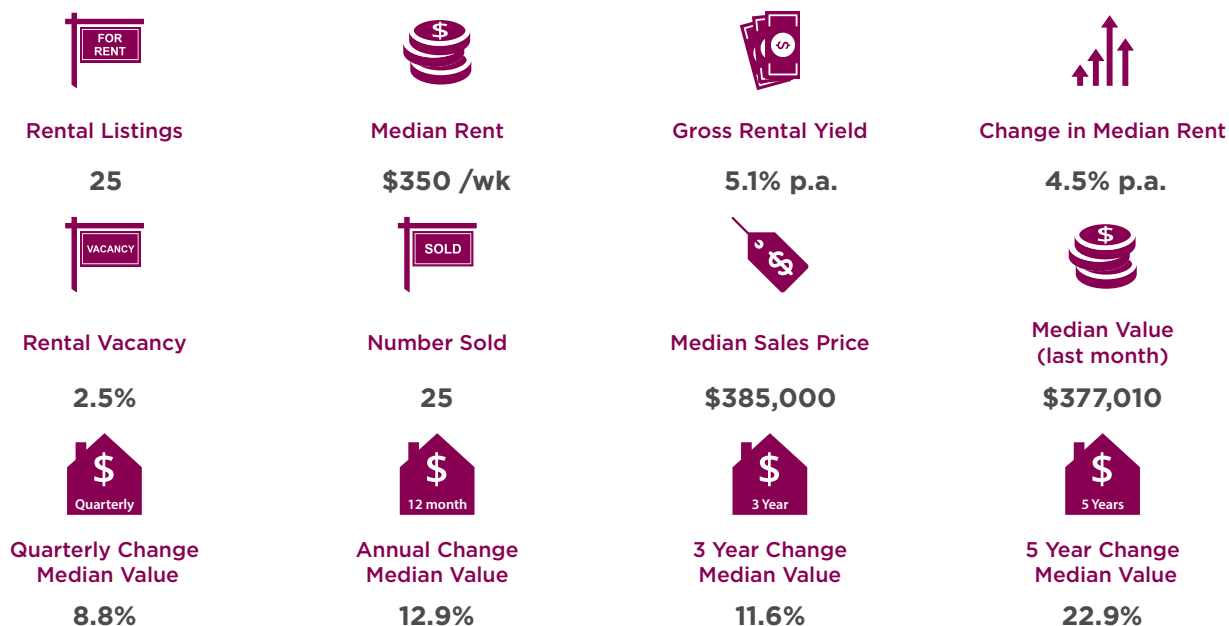 FOR
RENT
$
$
Rental Listings
Median Rent
Gross Rental Yield
Change in Median Rent
25
$350 /wk
5.1% p.a.
4.5% p.a.
VACANCY
SOLD
$
$
Rental Vacancy
Number Sold
Median Sales Price
Median Value
(last month)
2.5%
25
$385,000
$377,010
$
Quarterly
$
12 month
$
3 Year
$
5 Years
Quarterly Change
Median Value
Annual Change
Median Value
3 Year Change
Median Value
5 Year Change
Median Value
8.8%
12.9%
11.6%
22.9%